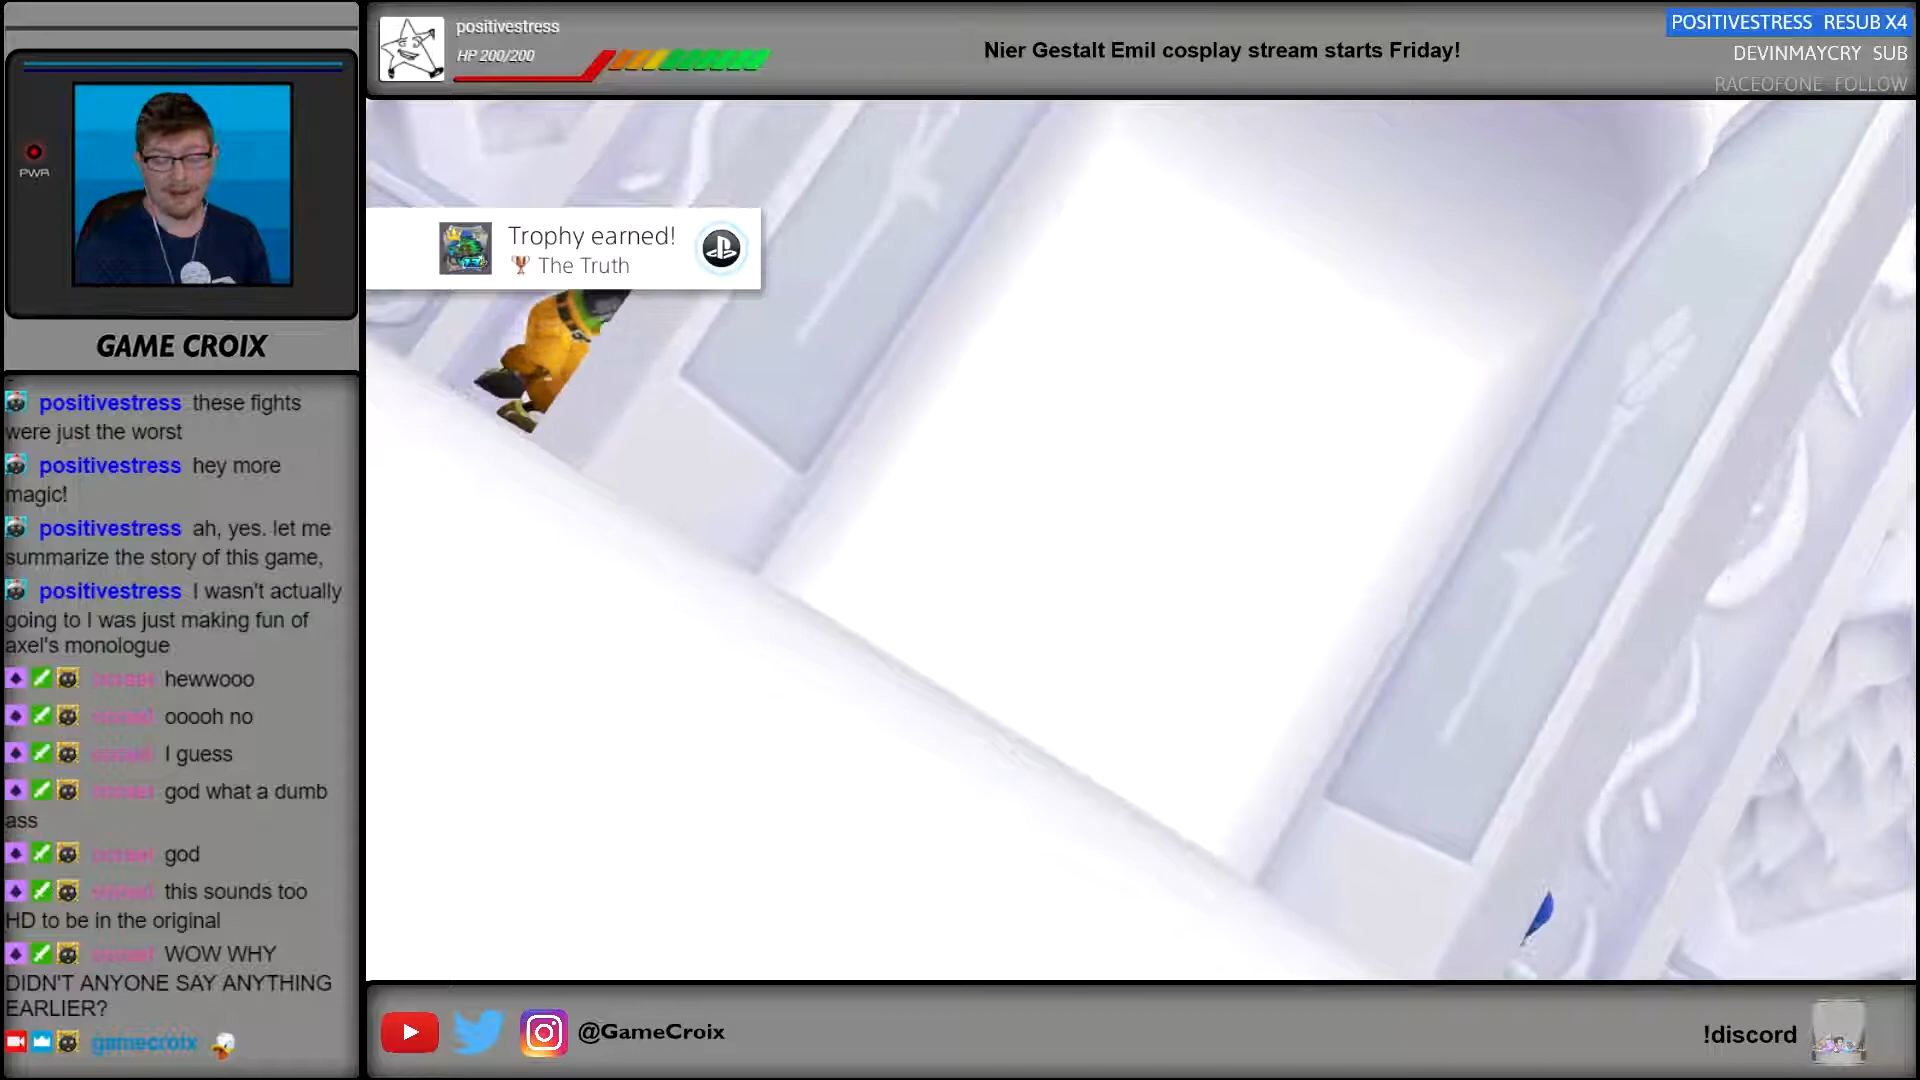 positivestress
HP 200/200
Nier Gestalt Emil cosplay stream starts Friday!
POSITIVESTRESS RESUB X4
DEVINMAYCRY SUB
RACEOFONE FOLLOW
PWR
GAME CROIX
Trophy earned!
The Truth
positivestress these fights
were just the worst
positivestress hey more
magic!
positivestress ah, yes. let me
summarize the story of this game,
positivestress I wasn't actually
going to I was just making fun of
axel's monologue
hewwooo
ooooh no
I guess
god what a dumb
ass
god
this sounds too
HD to be in the original
WOW WHY
DIDN'T ANYONE SAY ANYTHING
EARLIER?
gamecroix
@GameCroix
!discord